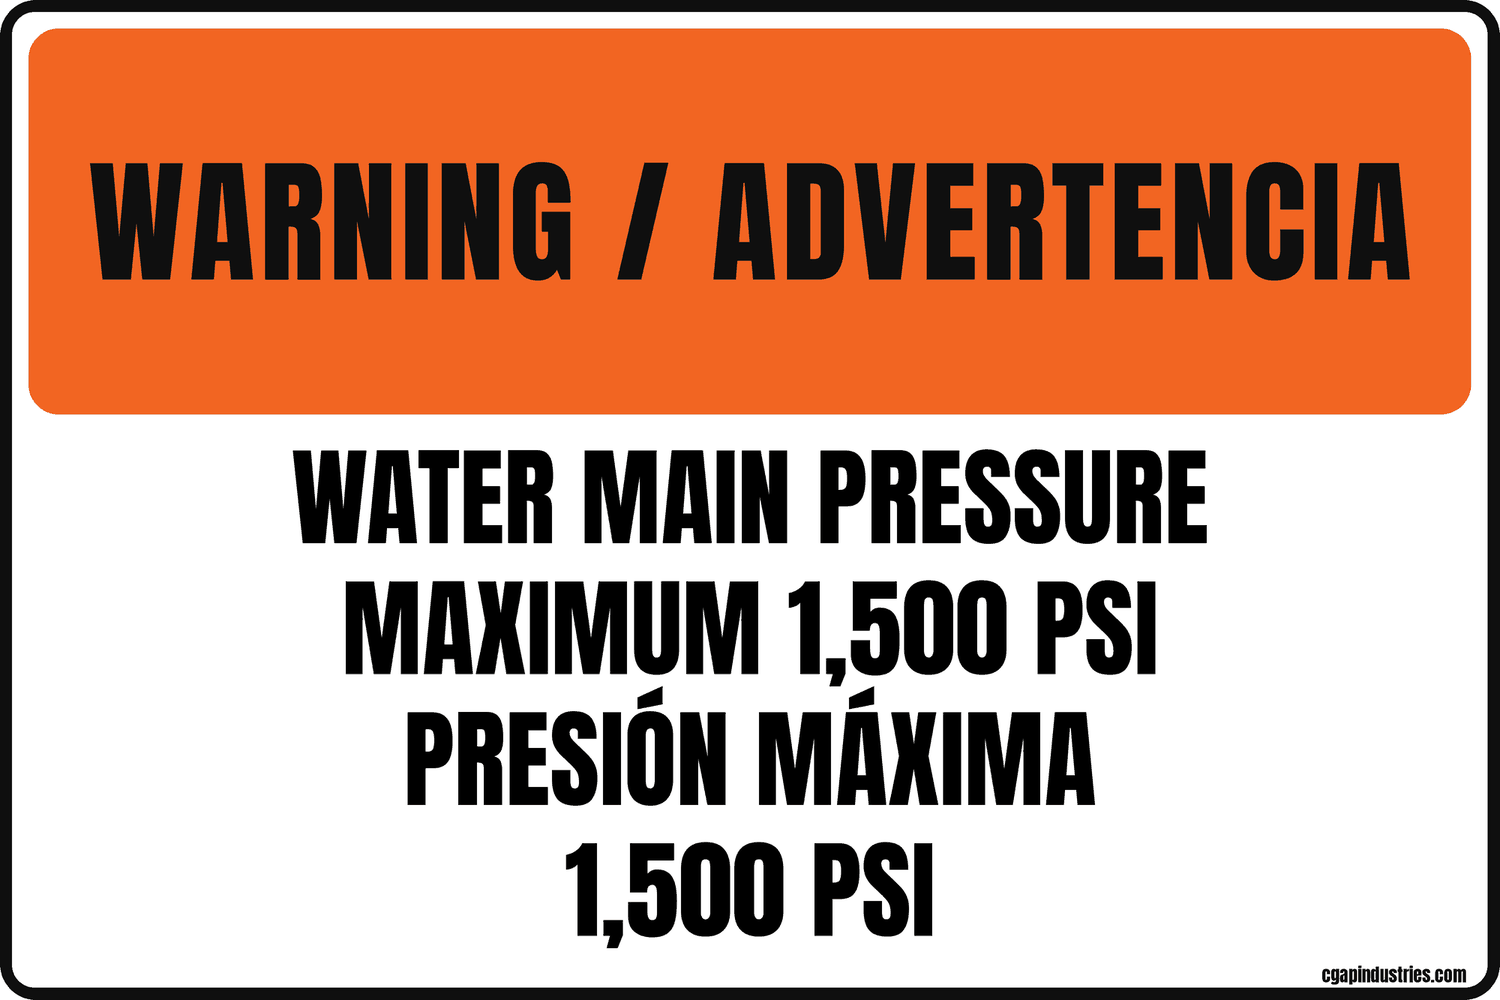 WARNING / ADVERTENCIA
WATER MAIN PRESSURE
MAXIMUM 1,500 PSI
PRESIÓN MÁXIMA
1,500 PSI
cgapindustries.com